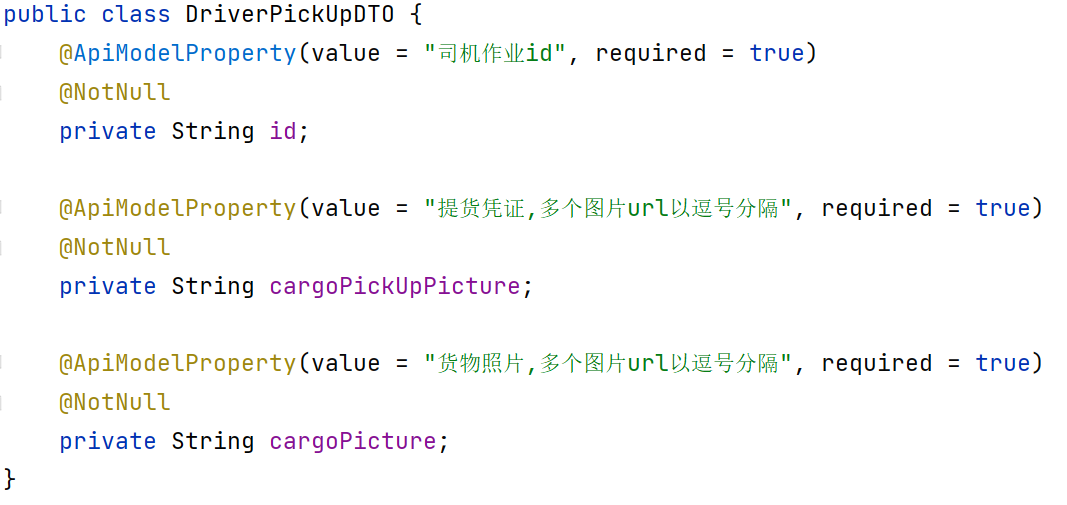 public class DriverPickUpDTO {
    @ApiModelProperty(value = "司机作业id", required = true)
    @NotNull
    private String id;

    @ApiModelProperty(value = "提货凭证,多个图片url以逗号分隔", required = true)
    @NotNull
    private String cargoPickUpPicture;

    @ApiModelProperty(value = "货物照片,多个图片url以逗号分隔", required = true)
    @NotNull
    private String cargoPicture;
}